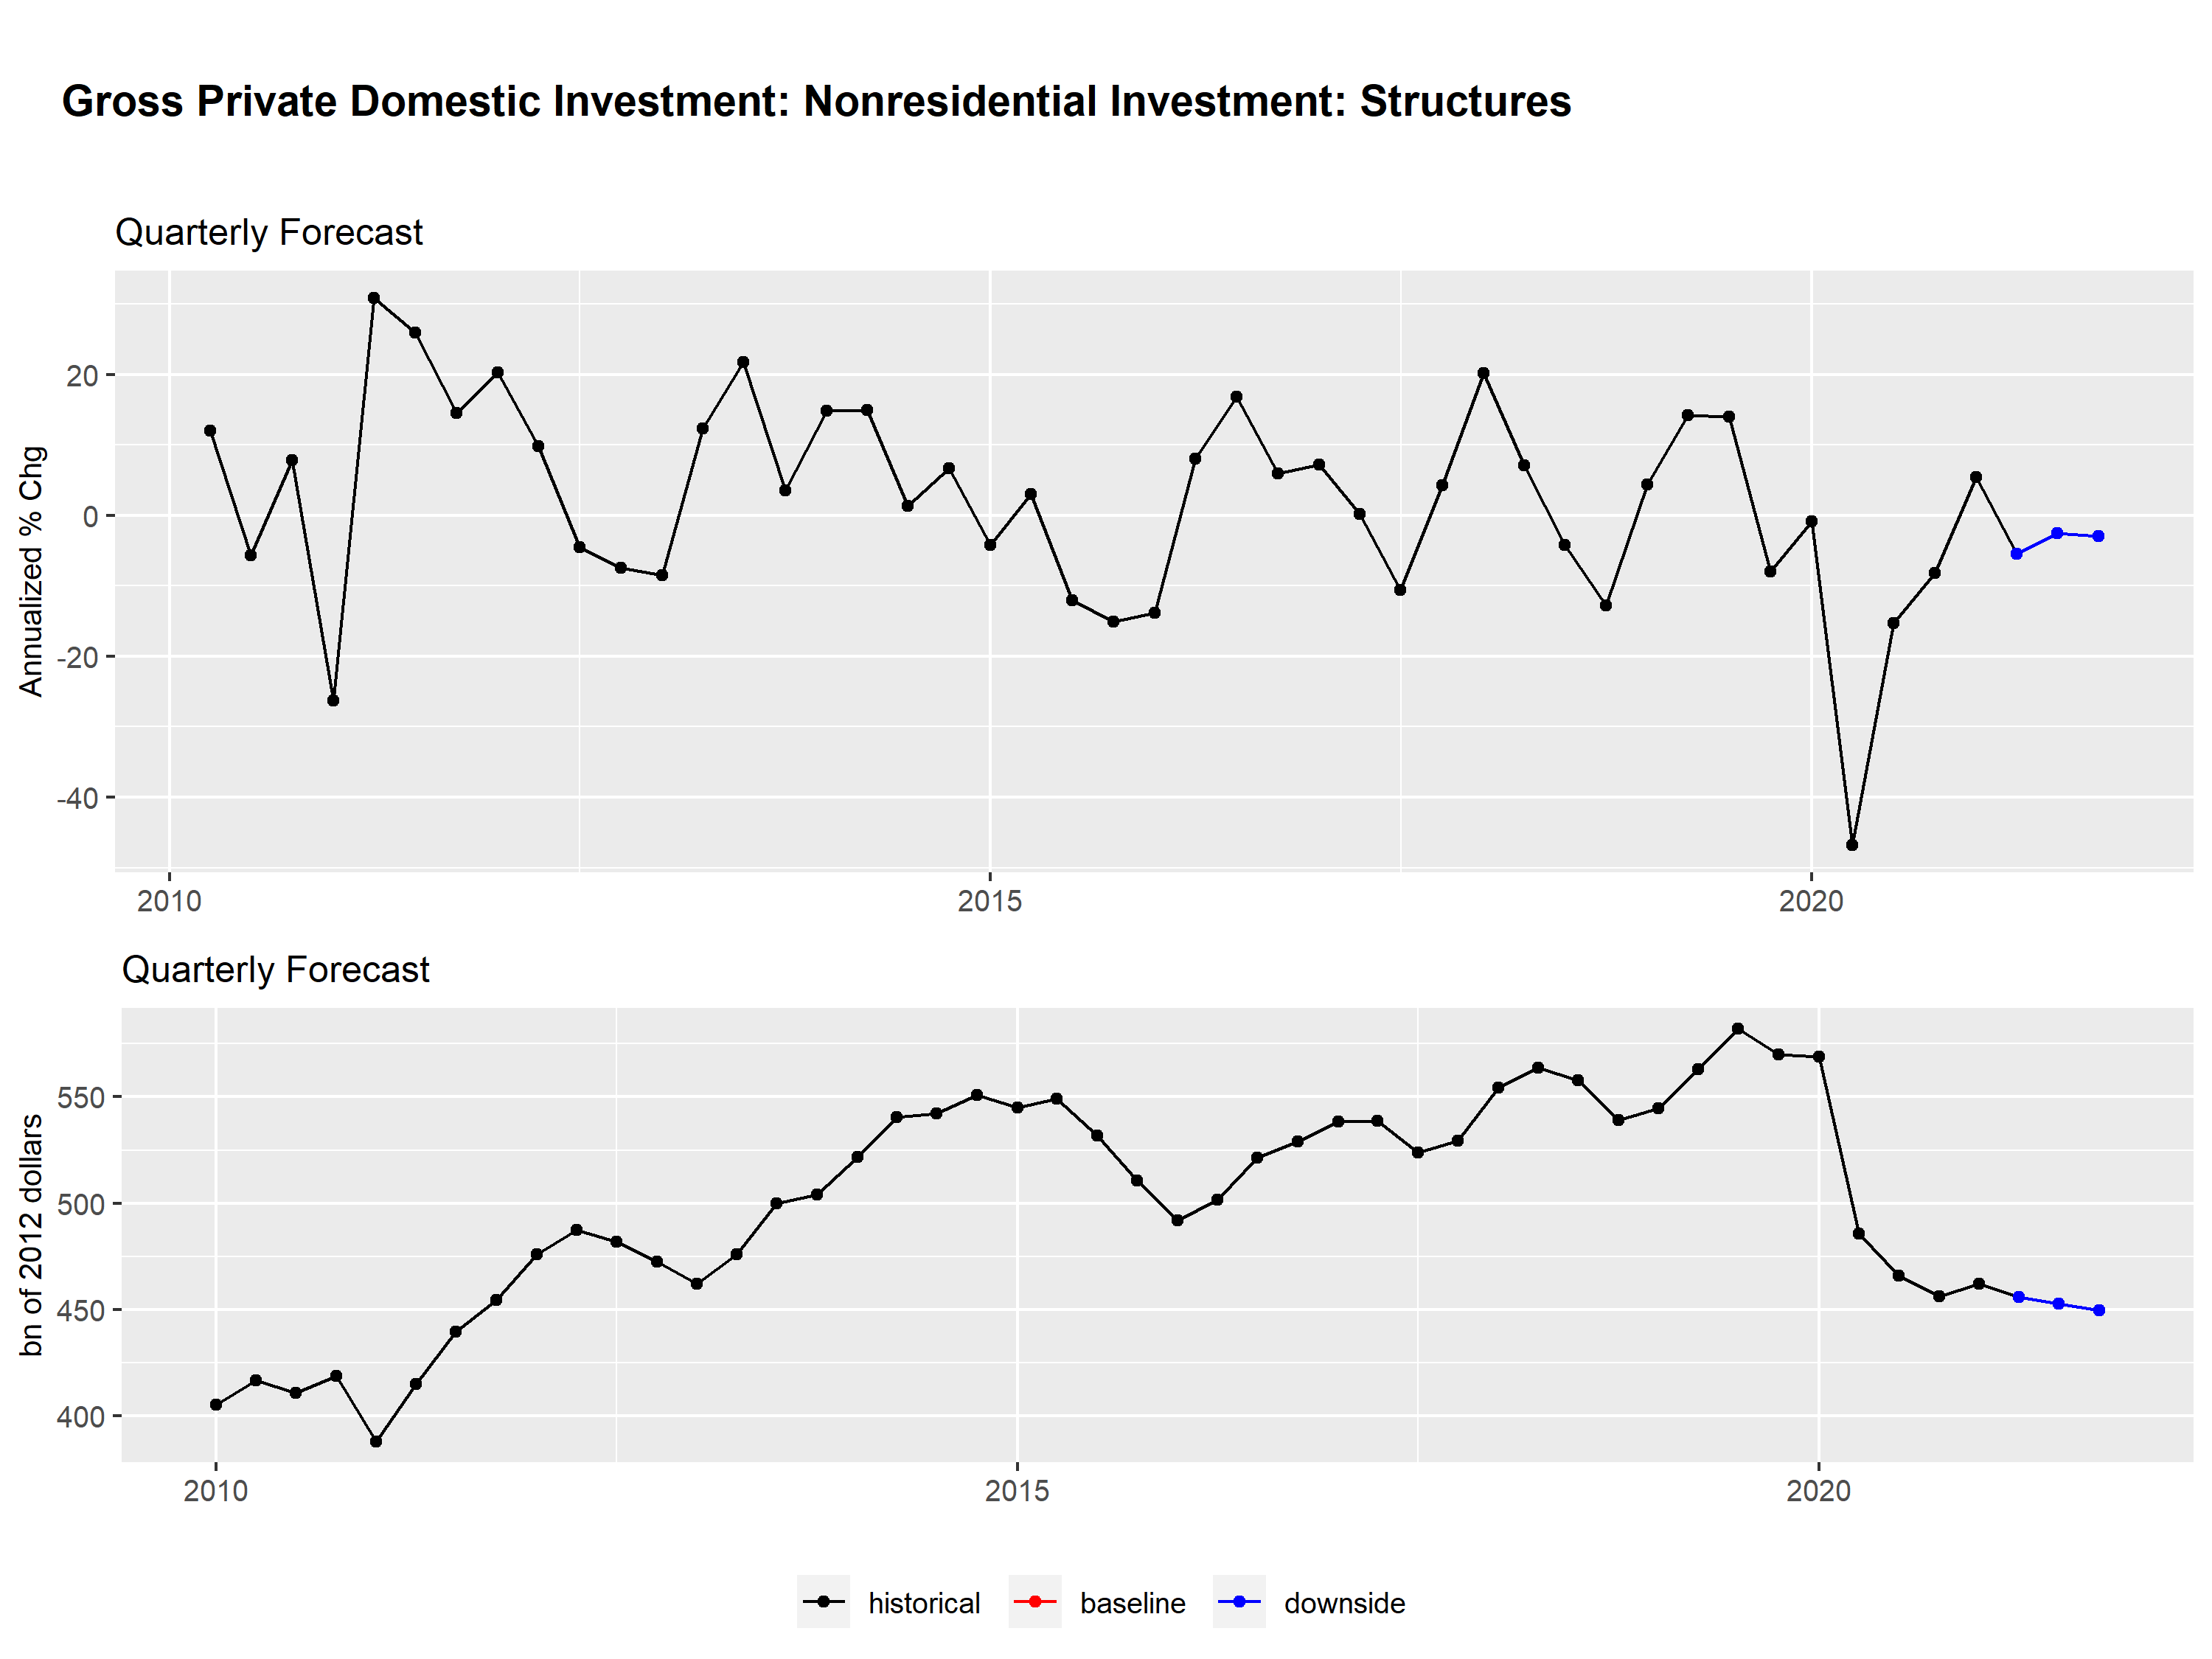 Gross Private Domestic Investment: Nonresidential Investment: Structures
Quarterly Forecast
Annualized % Chg
20
0
-20
-40
2010 2015 2020
Quarterly Forecast
bn of 2012 dollars
550
500
450
400
2010 2015 2020
historical baseline downside